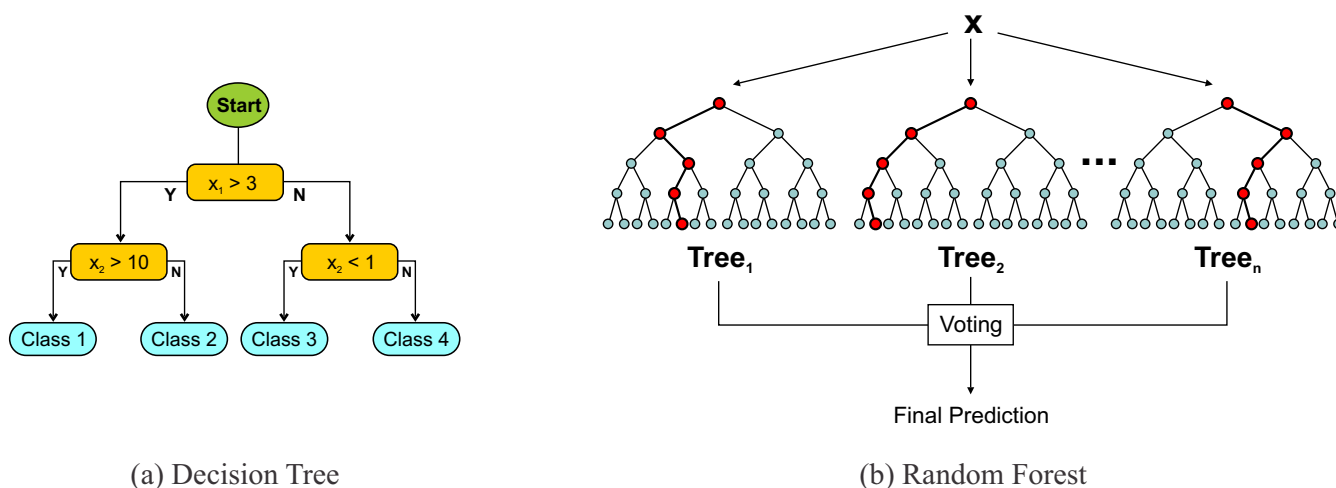 Start
x₁ > 3
Y
N
x₂ > 10
Y
N
x₂ < 1
Y
N
Class 1
Class 2
Class 3
Class 4
(a) Decision Tree
x
...
Tree₁
Tree₂
Treeₙ
Voting
Final Prediction
(b) Random Forest